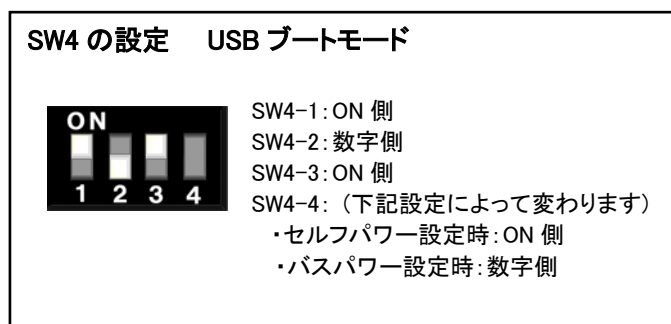 SW4 の設定 USB ブートモード
ON
1 2 3 4
SW4-1:ON 側
SW4-2:数字側
SW4-3:ON 側
SW4-4: (下記設定によって変わります)
・セルフパワー設定時:ON 側
・バスパワー設定時:数字側